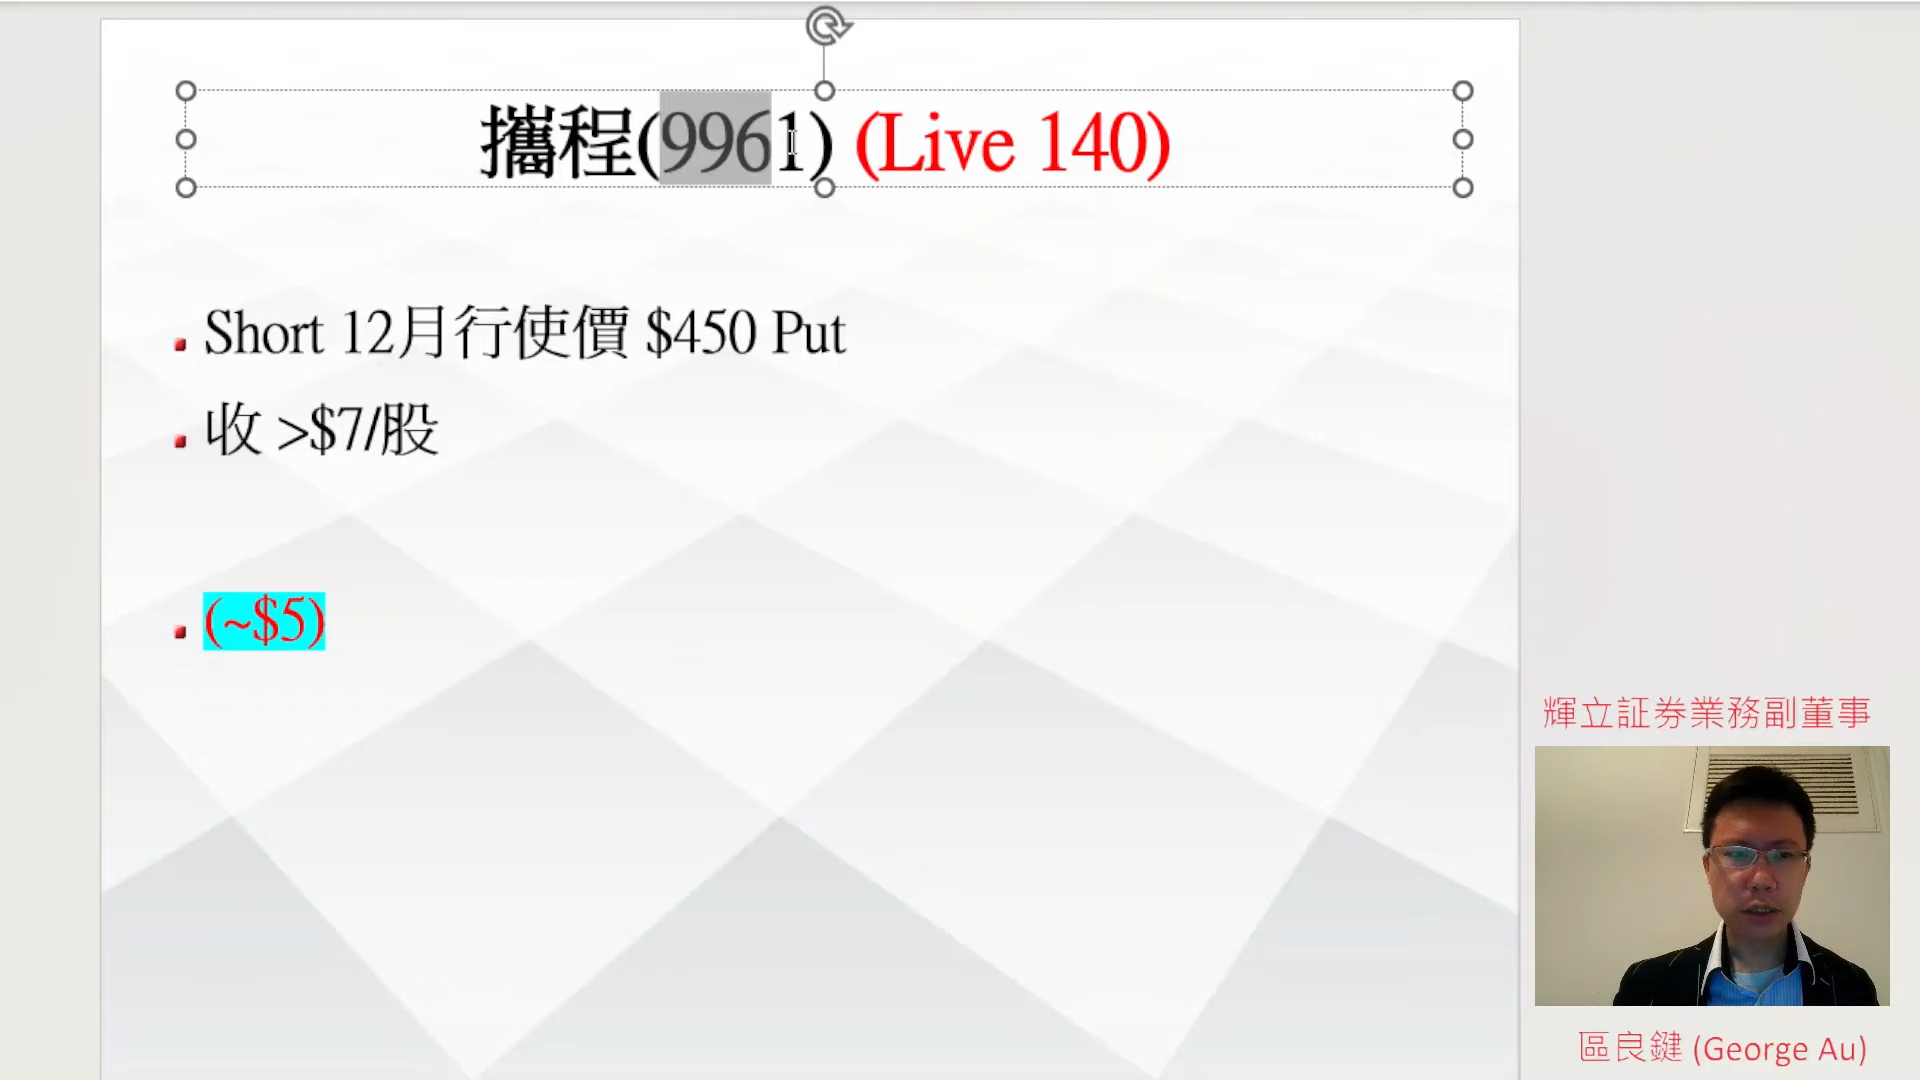 攜程(9961) (Live 140)
Short 12月行使價 $450 Put
收 >$7/股
(~$5)
輝立証券業務副董事
區良鍵 (George Au)